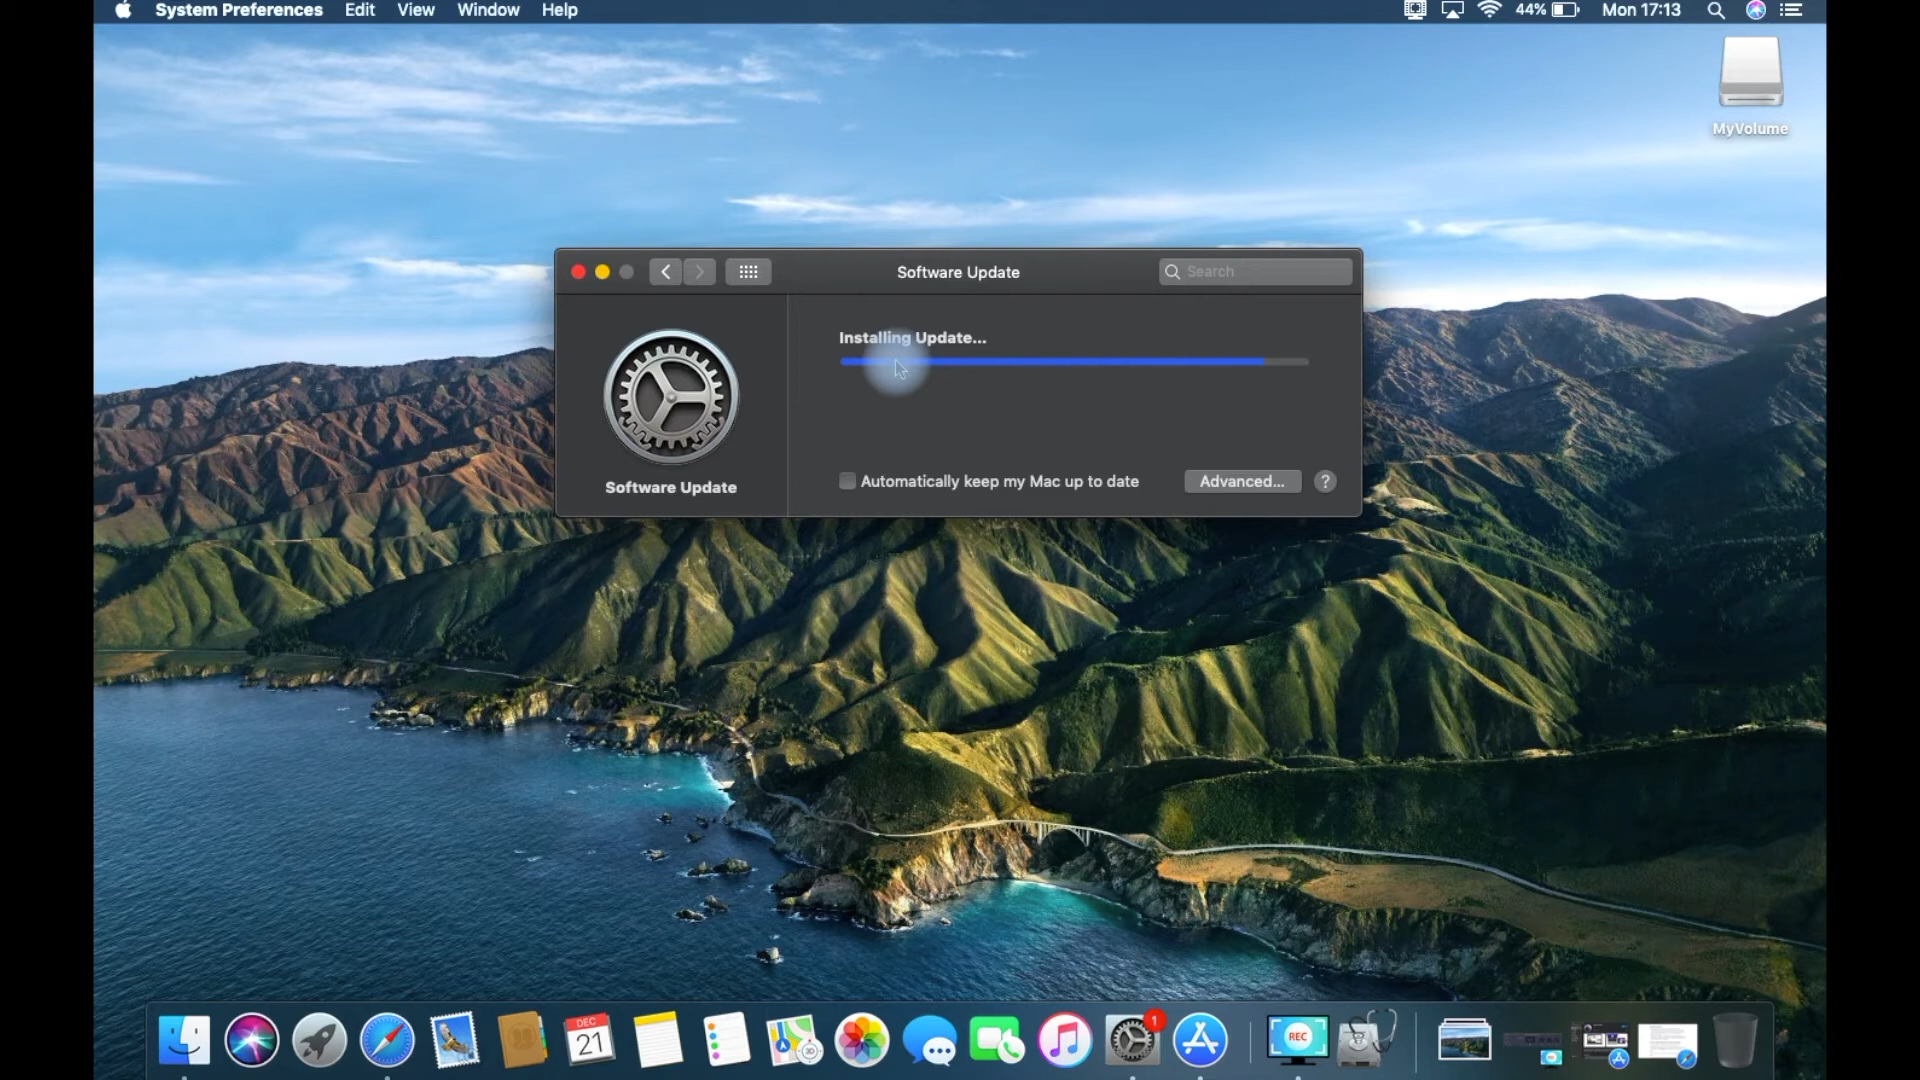 System Preferences Edit View Window Help
44% Mon 17:13
MyVolume
Software Update
Search
Installing Update...
Software Update
Automatically keep my Mac up to date
Advanced...
?
DEC
21
3D
1
REC